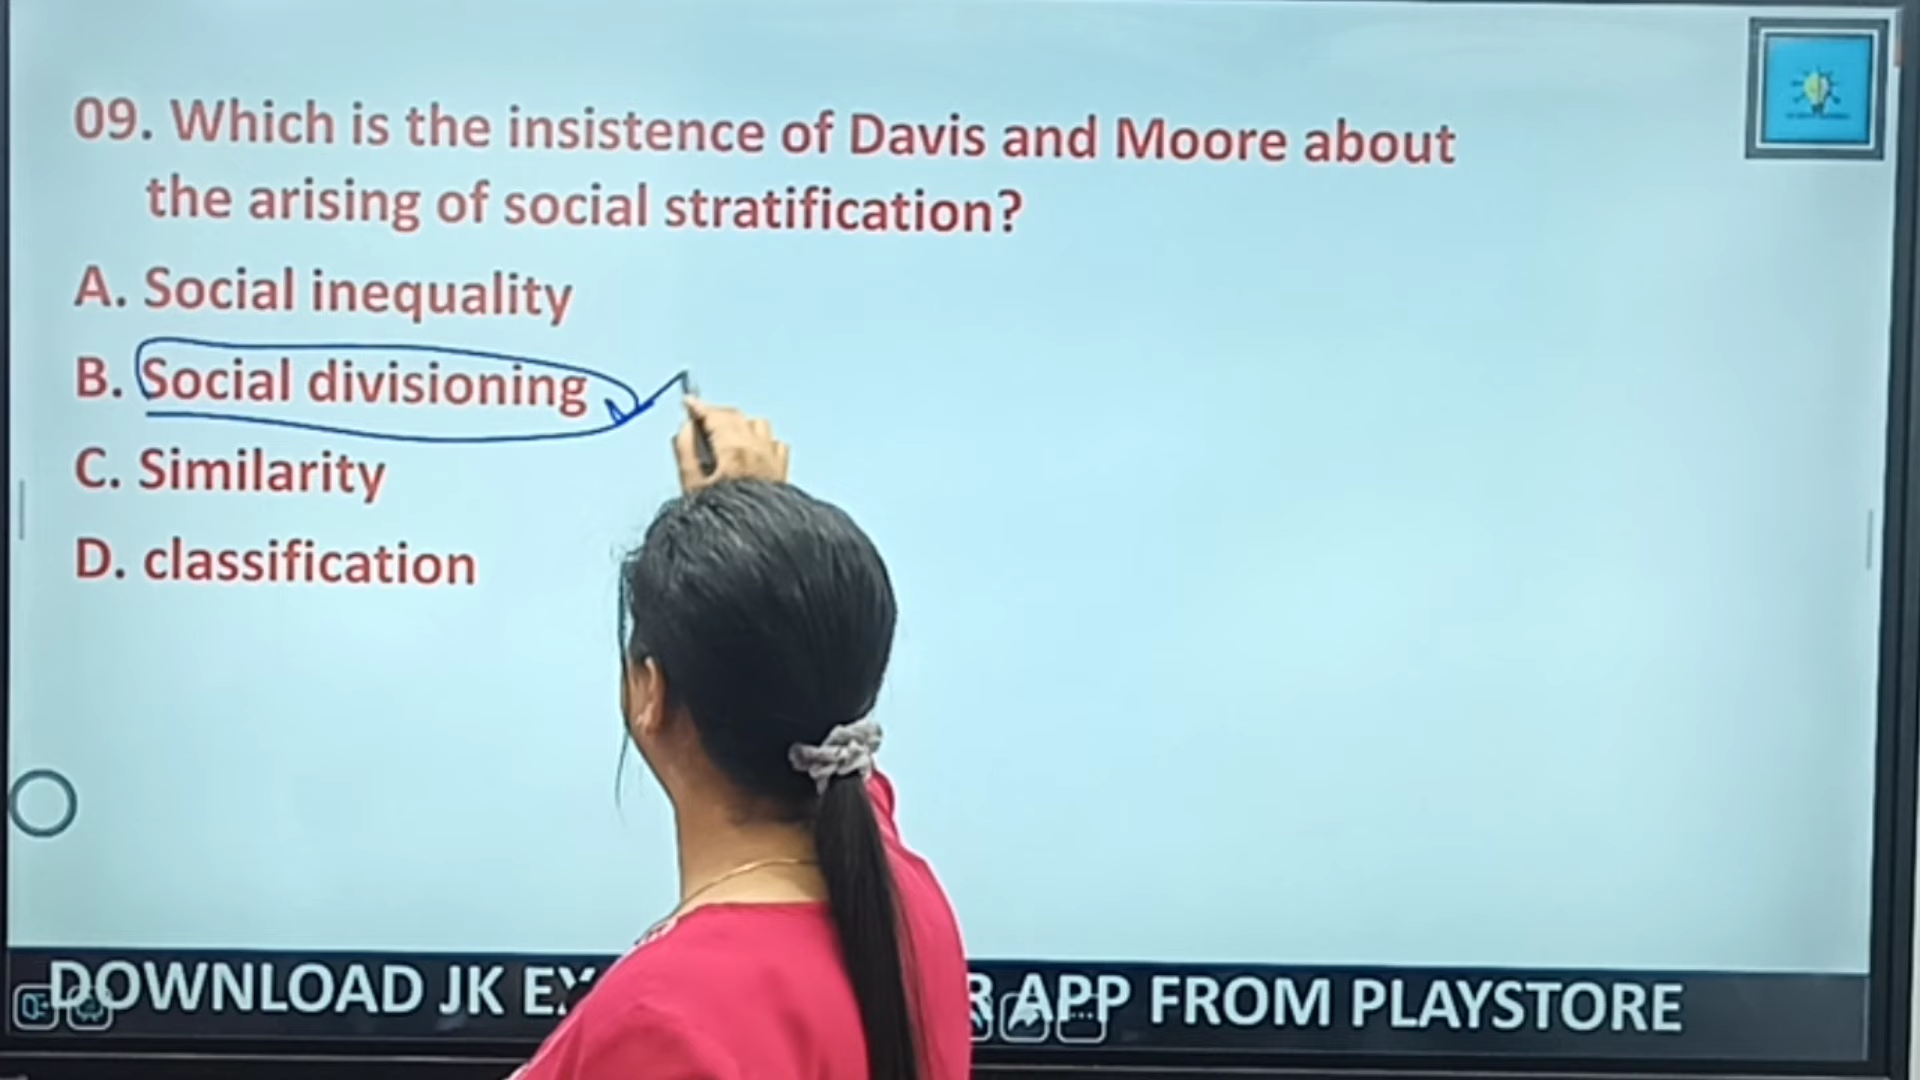 09. Which is the insistence of Davis and Moore about
the arising of social stratification?
A. Social inequality
B. Social divisioning
C. Similarity
D. classification
DOWNLOAD JK APP FROM PLAYSTORE